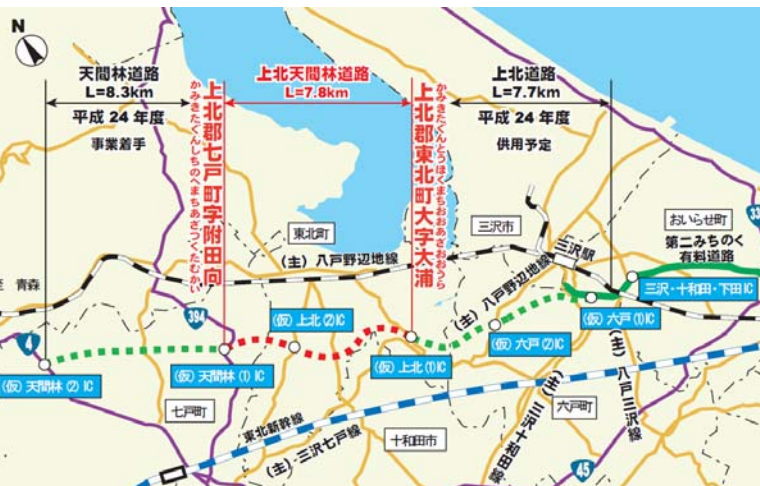 N
天間林道路
L=8.3km
平成 24 年度
事業着手
上北天間林道路
L=7.8km
上北道路
L=7.7km
平成 24 年度
供用予定
上北郡七戸町字附田向
かみきたぐんしちのへまちあざつくたむかい
上北郡東北町大字大浦
かみきたぐんとうほくまちおおあざおおうら
東北町
三沢市
おいらせ町
33
第二みちのく
有料道路
三沢駅
(主) 八戸野辺地線
(主) 八戸野辺地線
至 青森
4
394
(仮) 上北 (2) IC
三沢・十和田・下田 IC
(仮) 六戸 (1) IC
(仮) 六戸 (2) IC
(仮) 上北 (1) IC
(仮) 天間林 (1) IC
(仮) 天間林 (2) IC
七戸町
東北新幹線
(主) 三沢七戸線
十和田市
(主) 三沢十和田線
六戸町
(主) 八戸三沢線
45